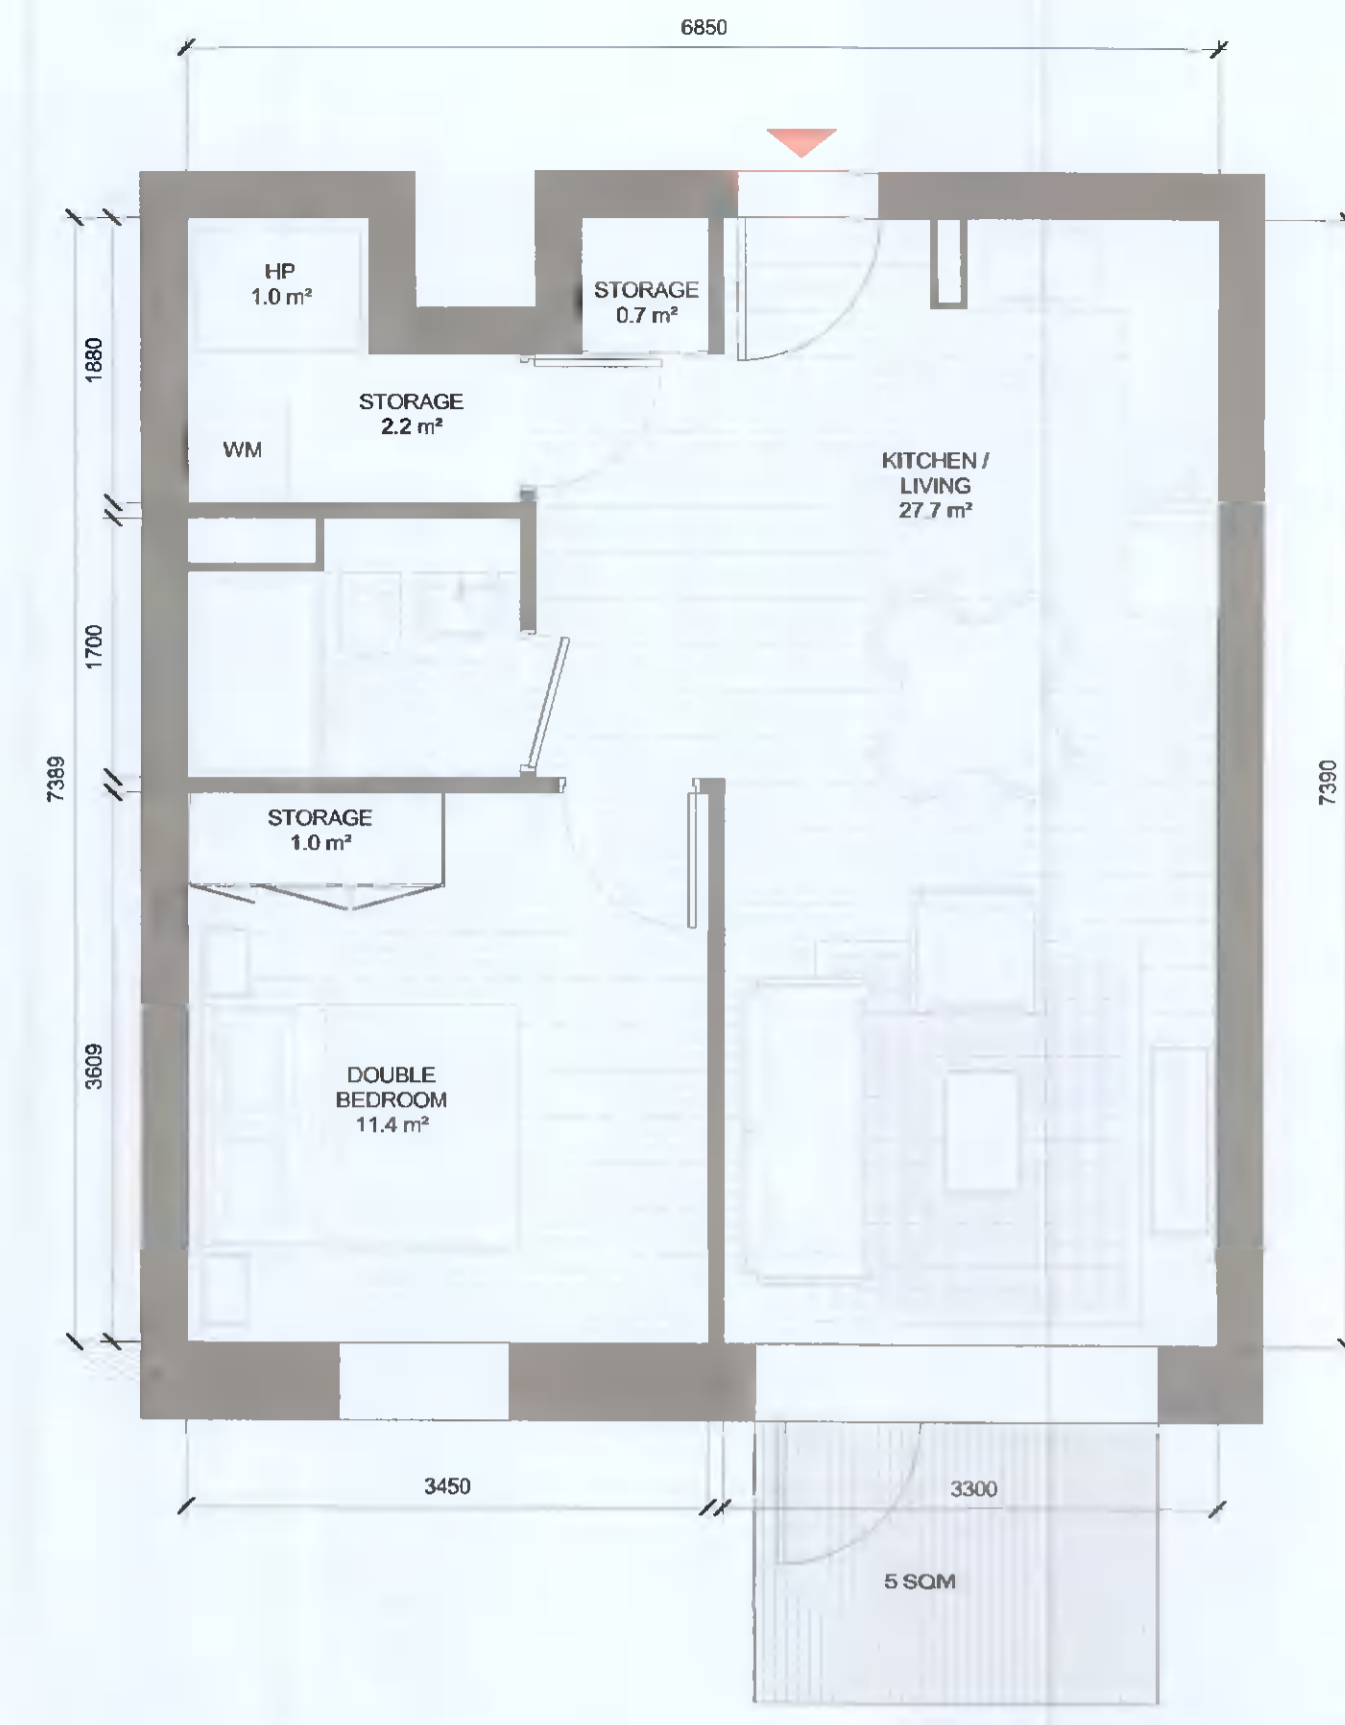 6850
HP
1.0 m²
STORAGE
0.7 m²
1880
STORAGE
2.2 m²
WM
KITCHEN /
LIVING
27.7 m²
1700
7389
7390
STORAGE
1.0 m²
3609
DOUBLE
BEDROOM
11.4 m²
3450
3300
5 SQM